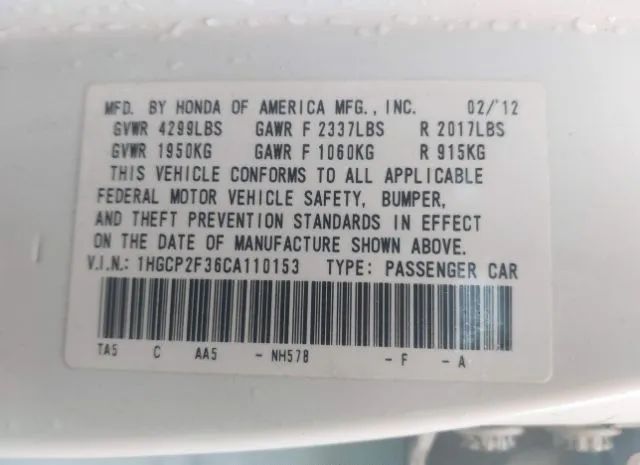 MFD. BY HONDA OF AMERICA MFG., INC. 02/'12
GVWR 4299LBS GAWR F 2337LBS R 2017LBS
GVWR 1950KG GAWR F 1060KG R 915KG
THIS VEHICLE CONFORMS TO ALL APPLICABLE
FEDERAL MOTOR VEHICLE SAFETY, BUMPER,
AND THEFT PREVENTION STANDARDS IN EFFECT
ON THE DATE OF MANUFACTURE SHOWN ABOVE.
V.I.N.: 1HGCP2F36CA110153 TYPE: PASSENGER CAR
TA5 C AA5 - NH578 - F - A